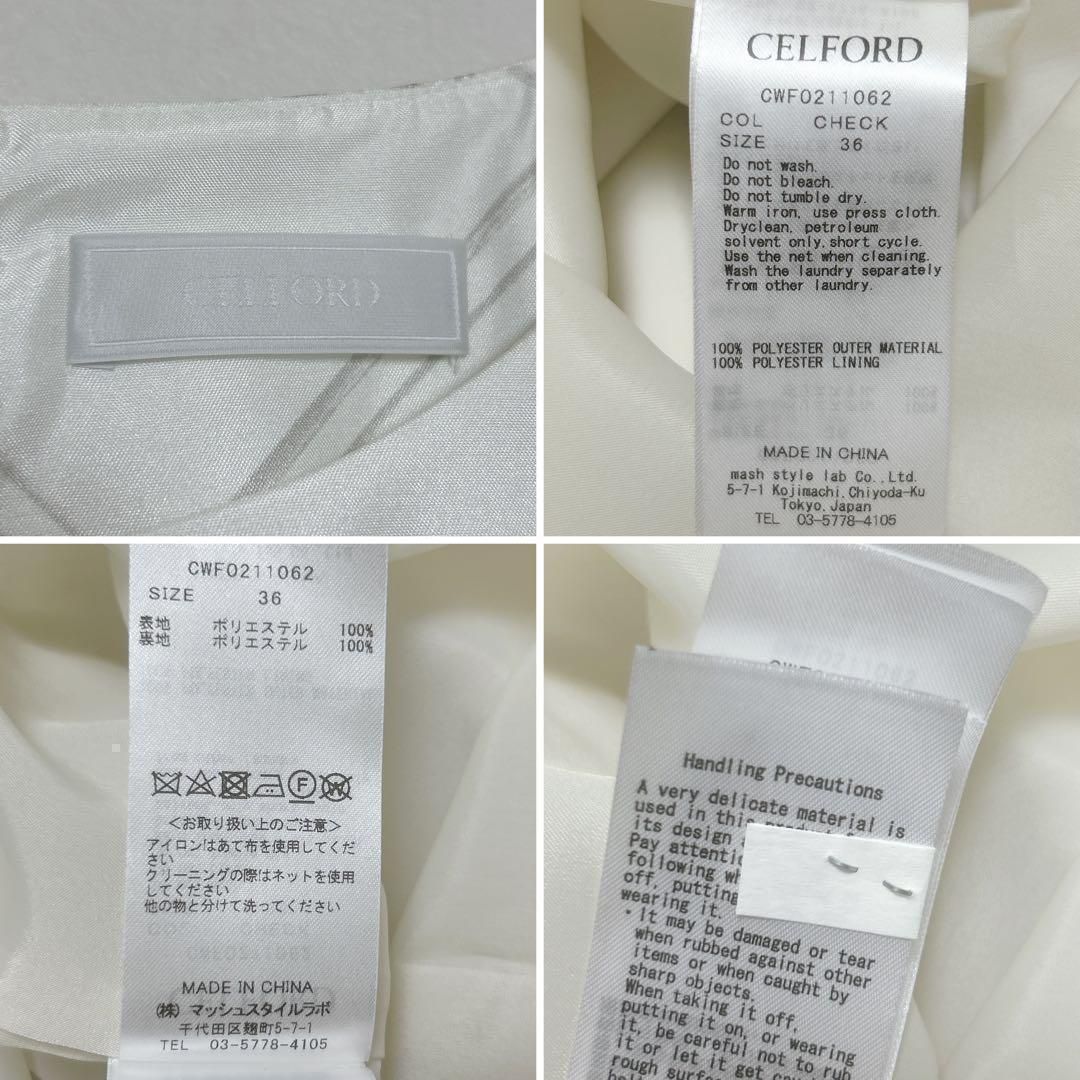 CELFORD
CELFORD
CWF0211062
COL CHECK
SIZE 36
Do not wash.
Do not bleach.
Do not tumble dry.
Warm iron, use press cloth.
Dryclean, petroleum
solvent only, short cycle.
Use the net when cleaning.
Wash the laundry separately
from other laundry.
100% POLYESTER OUTER MATERIAL
100% POLYESTER LINING
MADE IN CHINA
mash style lab Co.,Ltd.
5-7-1 Kojimachi, Chiyoda-Ku
Tokyo, Japan
TEL 03-5778-4105
CWF0211062
SIZE 36
表地 ポリエステル 100%
裏地 ポリエステル 100%
F
W
<お取り扱い上のご注意>
アイロンはあて布を使用してくだ
さい
クリーニングの際はネットを使用
してください
他の物と分けて洗ってください
MADE IN CHINA
(株) マッシュスタイルラボ
千代田区麹町5-7-1
TEL 03-5778-4105
Handling Precautions
A very delicate material is
used in this
its design
Pay
following
off, putting
wearing it.
・It may be damaged or tear
when rubbed against other
items or when caught by
sharp objects.
When taking it off,
putting it on, or wearing
it, be careful not to rub
it or let it get
rough